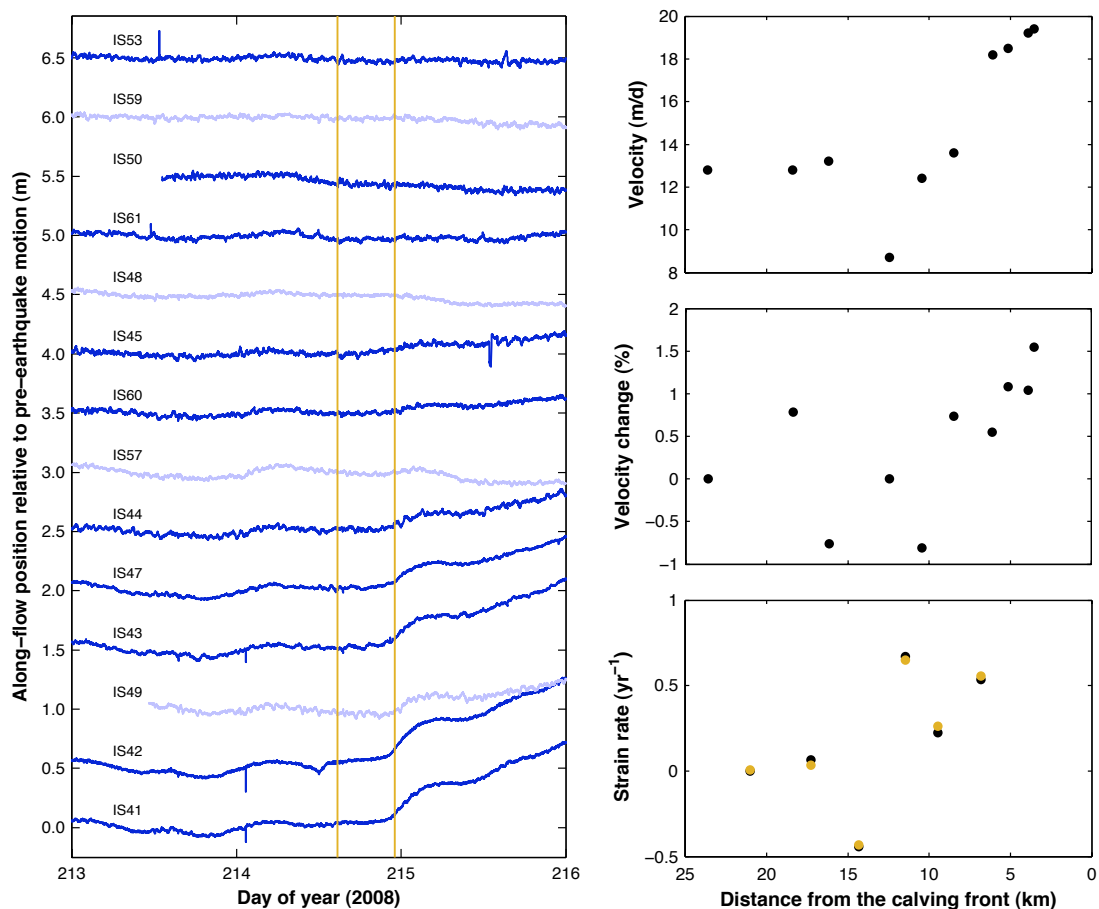 Along−flow position relative to pre−earthquake motion (m)
6.5
6.0
5.5
5.0
4.5
4.0
3.5
3.0
2.5
2.0
1.5
1.0
0.5
0.0
IS53
IS59
IS50
IS61
IS48
IS45
IS60
IS57
IS44
IS47
IS43
IS49
IS42
IS41
213
214
215
216
Day of year (2008)
Velocity (m/d)
20
18
16
14
12
10
8
Velocity change (%)
2
1.5
1
0.5
0
−0.5
−1
Strain rate (yr−1)
1
0.5
0
−0.5
25
20
15
10
5
0
Distance from the calving front (km)